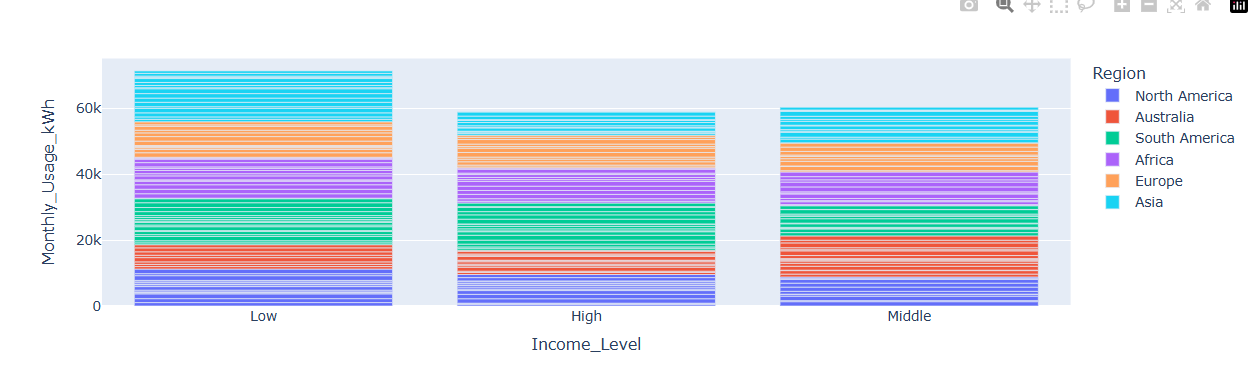 Region
North America
Australia
South America
Africa
Europe
Asia
Monthly_Usage_kWh
60k
40k
20k
0
Low
High
Middle
Income_Level